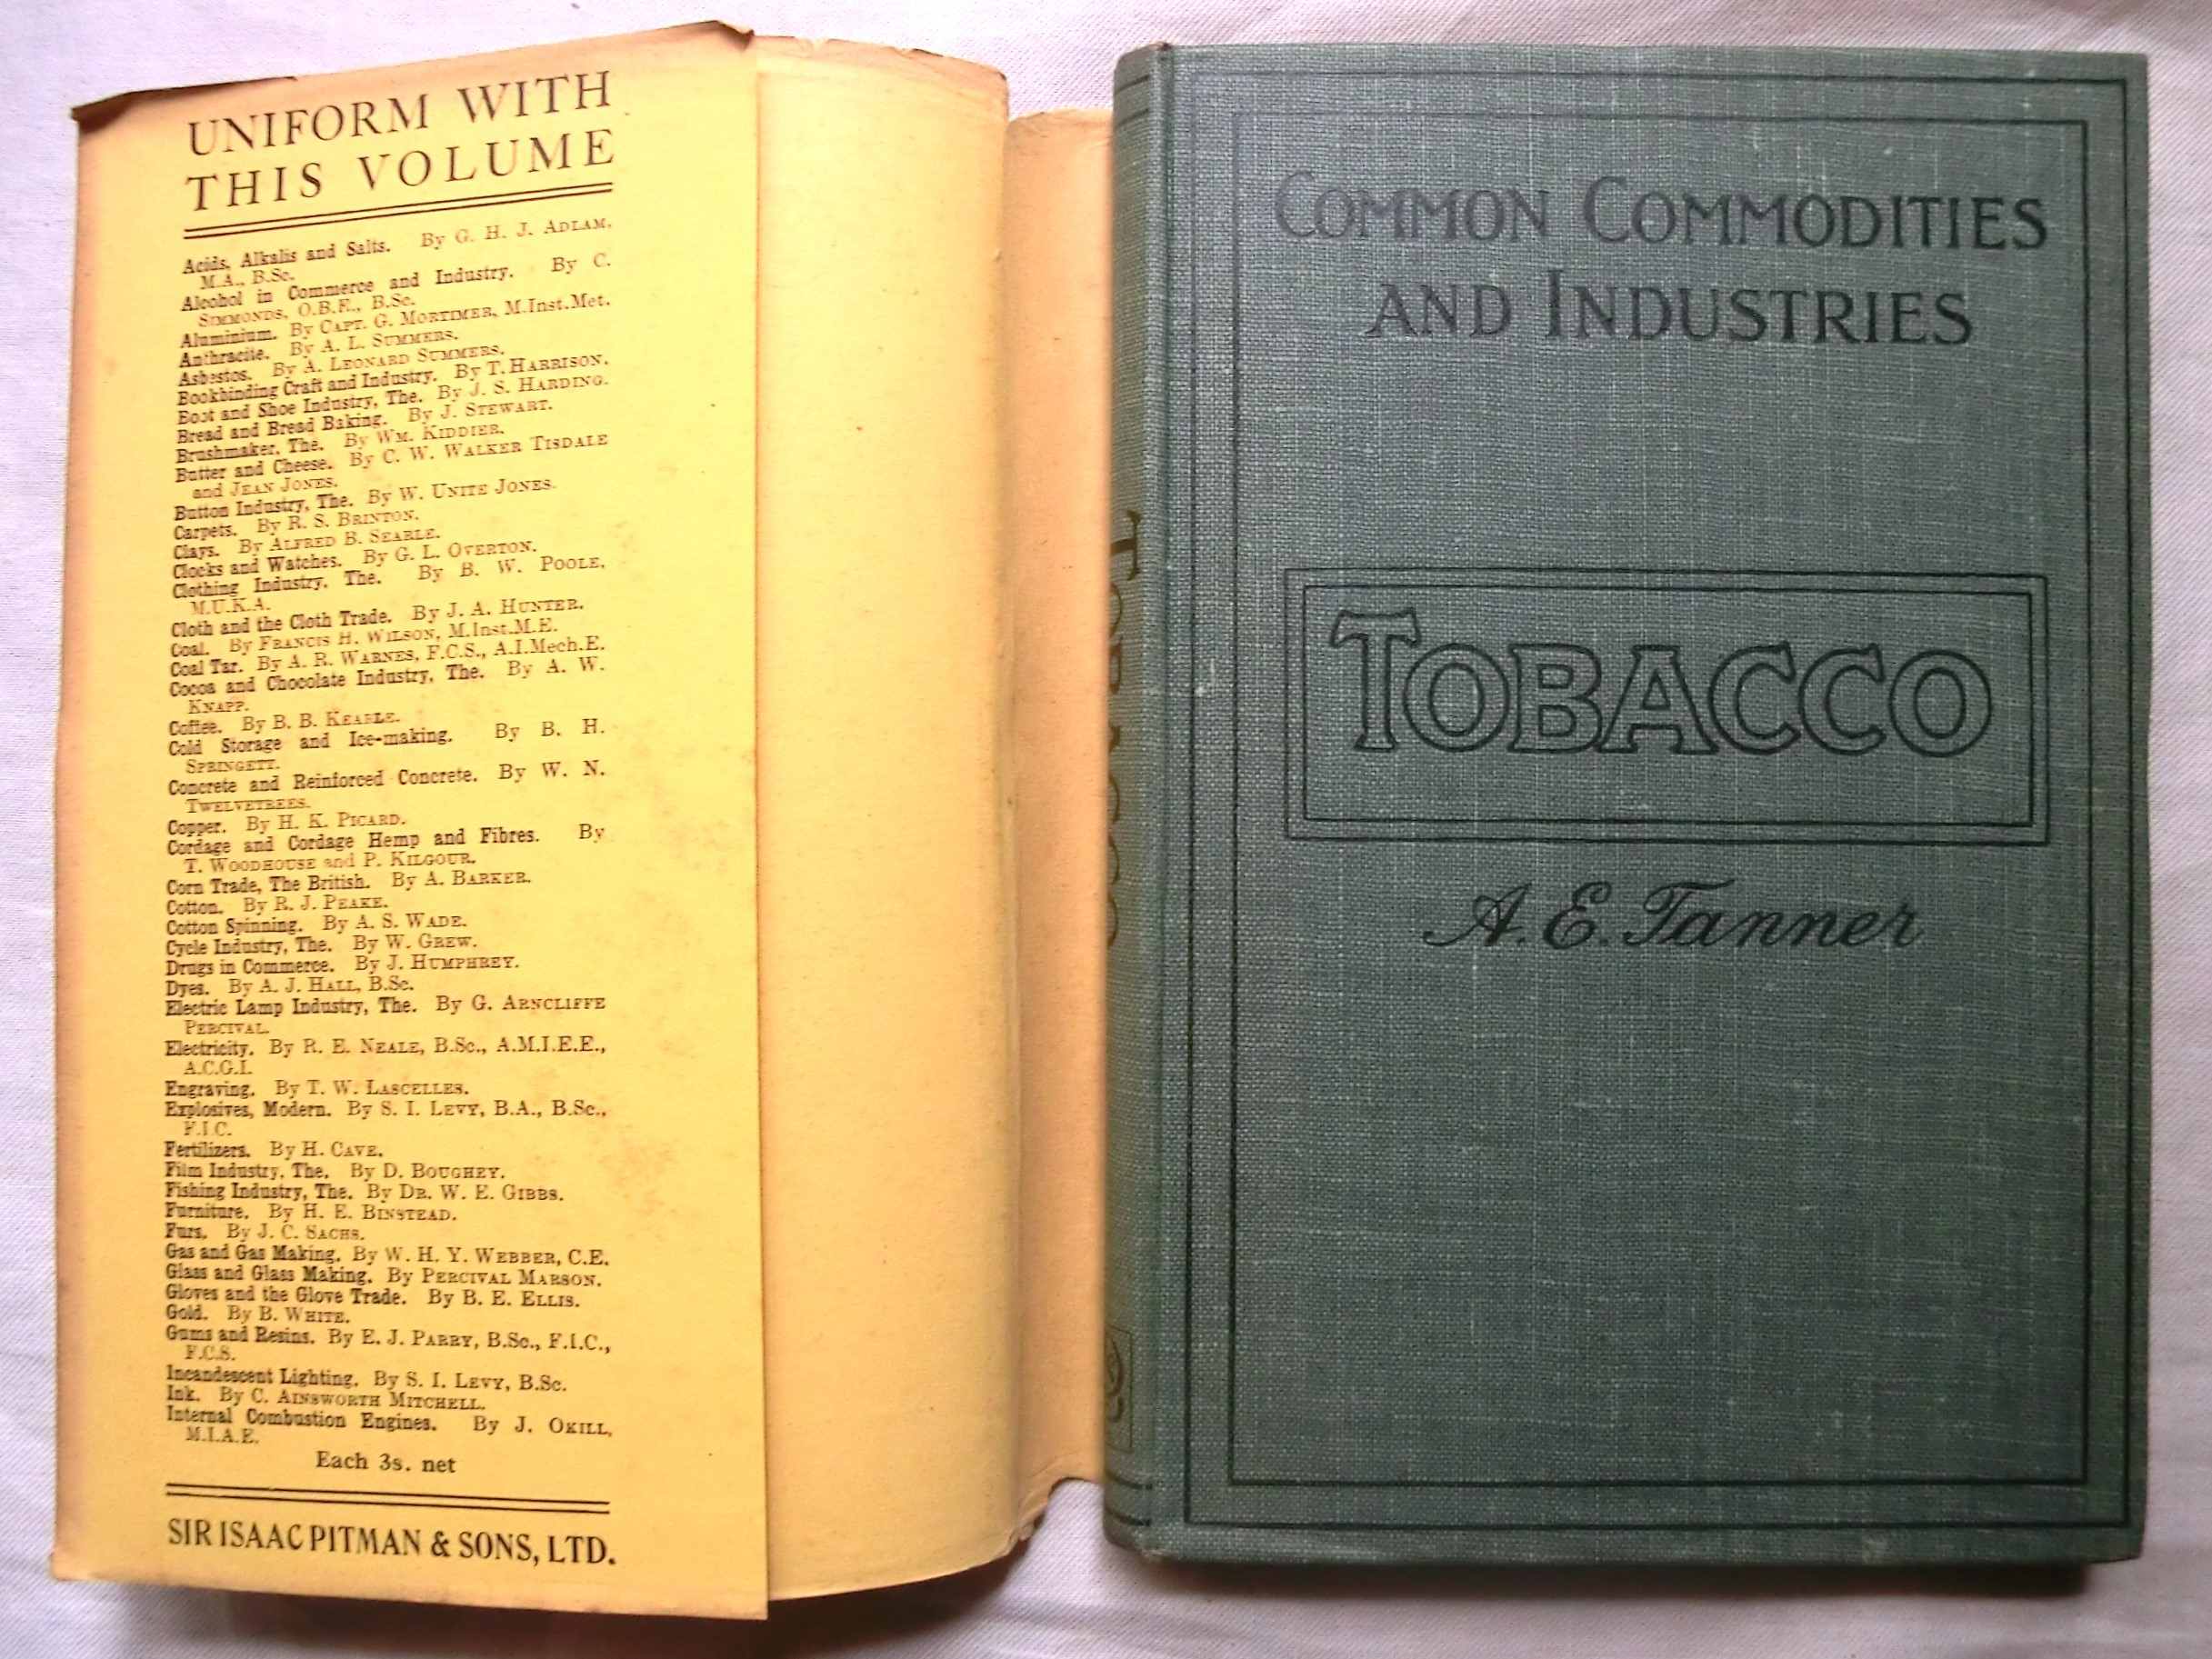 UNIFORM WITH
THIS VOLUME
Acids, Alkalis and Salts. By G. H. J. ADLAM,
M.A., B.Sc.
Alcohol in Commerce and Industry. By C.
SIMMONDS, O.B.E., B.Sc.
Aluminium. By CAPT. G. MORTIMER, M.Inst.Met.
Anthracite. By A. L. SUMMERS.
Asbestos. By A. LEONARD SUMMERS.
Bookbinding Craft and Industry. By T. HARRISON.
Boot and Shoe Industry, The. By J. S. HARDING.
Bread and Bread Baking. By J. STEWART.
Brushmaker, The. By WM. KIDDIER.
Butter and Cheese. By C. W. WALKER TISDALE
and JEAN JONES.
Button Industry, The. By W. UNITE JONES.
Carpets. By R. S. BRINTON.
Clays. By ALFRED B. SEARLE.
Clocks and Watches. By G. L. OVERTON.
Clothing Industry, The. By B. W. POOLE,
M.U.K.A.
Cloth and the Cloth Trade. By J. A. HUNTER.
Coal. By FRANCIS H. WILSON, M.Inst.M.E.
Coal Tar. By A. R. WARNES, F.C.S., A.I.Mech.E.
Cocoa and Chocolate Industry, The. By A. W.
KNAPP.
Coffee. By B. B. KEABLE.
Cold Storage and Ice-making. By B. H.
SPRINGETT.
Concrete and Reinforced Concrete. By W. N.
TWELVETREES.
Copper. By H. K. PICARD.
Cordage and Cordage Hemp and Fibres. By
T. WOODHOUSE and P. KILGOUR.
Corn Trade, The British. By A. BARKER.
Cotton. By R. J. PEAKE.
Cotton Spinning. By A. S. WADE.
Cycle Industry, The. By W. GREW.
Drugs in Commerce. By J. HUMPHREY.
Dyes. By A. J. HALL, B.Sc.
Electric Lamp Industry, The. By G. ARNCLIFFE
PERCIVAL.
Electricity. By R. E. NEALE, B.Sc., A.M.I.E.E.,
A.C.G.I.
Engraving. By T. W. LASCELLES.
Explosives, Modern. By S. I. LEVY, B.A., B.Sc.,
F.I.C.
Fertilizers. By H. CAVE.
Film Industry, The. By D. BOUGHEY.
Fishing Industry, The. By DR. W. E. GIBBS.
Furniture. By H. E. BINSTEAD.
Furs. By J. C. SACHS.
Gas and Gas Making. By W. H. Y. WEBBER, C.E.
Glass and Glass Making. By PERCIVAL MARSON.
Gloves and the Glove Trade. By B. E. ELLIS.
Gold. By B. WHITE.
Gums and Resins. By E. J. PARRY, B.Sc., F.I.C.,
F.C.S.
Incandescent Lighting. By S. I. LEVY, B.Sc.
Ink. By C. AINSWORTH MITCHELL.
Internal Combustion Engines. By J. OKILL,
M.I.A.E.
Each 3s. net
SIR ISAAC PITMAN & SONS, LTD.
TOBACCO
COMMON COMMODITIES
AND INDUSTRIES
TOBACCO
A. E. Tanner